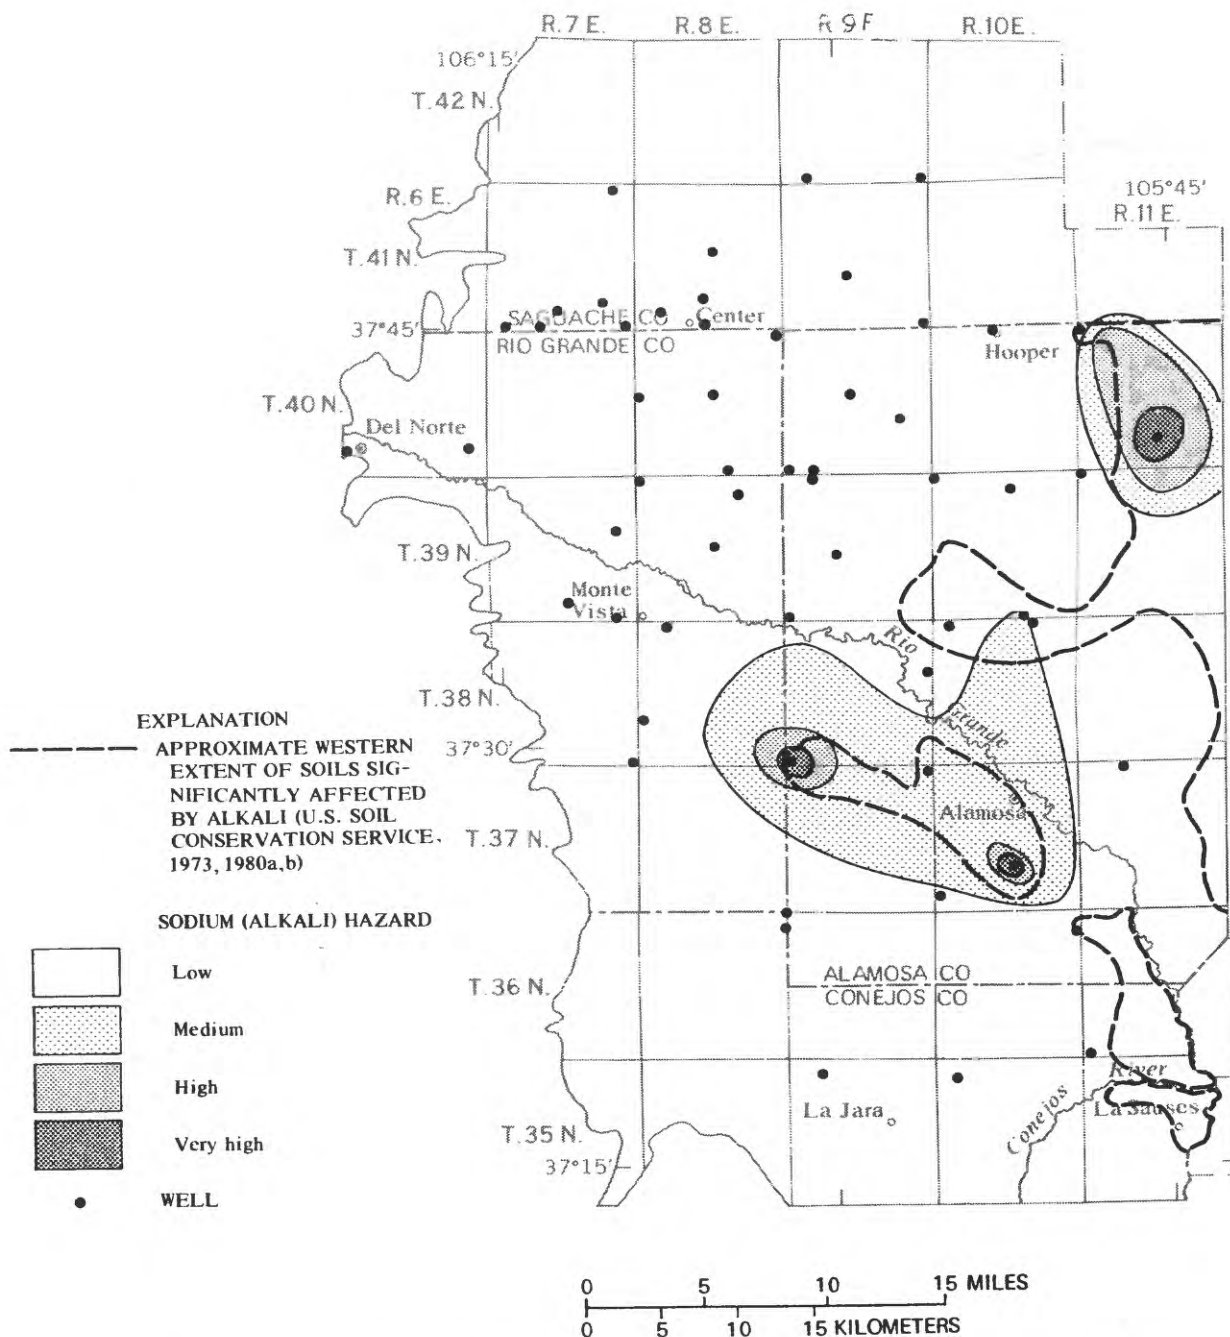 R.7 E. R.8 E. R 9 F R.10E.
106°15'
T.42 N.
R.6 E.
105°45'
R.11 E.
T.41 N.
SAGUACHE CO
Center
37°45'
RIO GRANDE CO
Hooper
T.40 N.
Del Norte
T.39 N.
Monte
Vista
Rio
Grande
T.38 N.
37°30'
Alamosa
T.37 N.
EXPLANATION
APPROXIMATE WESTERN
EXTENT OF SOILS SIG-
NIFICANTLY AFFECTED
BY ALKALI (U.S. SOIL
CONSERVATION SERVICE,
1973, 1980a,b)
SODIUM (ALKALI) HAZARD
Low
Medium
High
Very high
WELL
ALAMOSA CO
CONEJOS CO
T.36 N.
Conejos River
La Jara
La Sauses
T.35 N.
37°15'
0 5 10 15 MILES
0 5 10 15 KILOMETERS